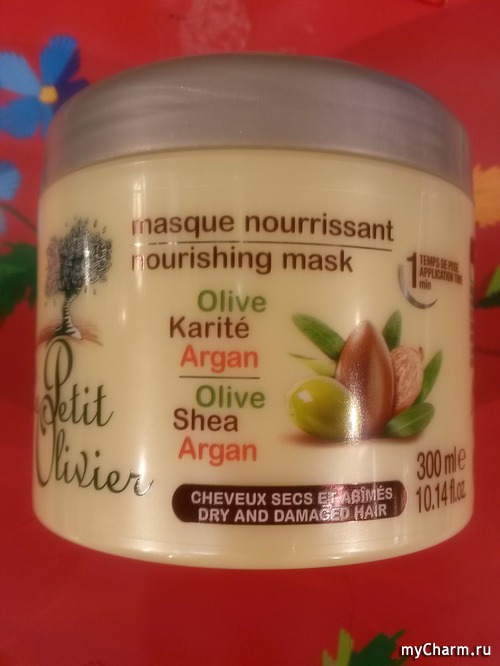 masque nourrissant
nourishing mask
1 min
TEMPS DE POSE
APPLICATION TIME
Olive
Karité
Argan
Olive
Shea
Argan
Petit
Olivier
300 ml e
10.14 fl.oz.
CHEVEUX SECS ET ABÎMÉS
DRY AND DAMAGED HAIR
myCharm.ru